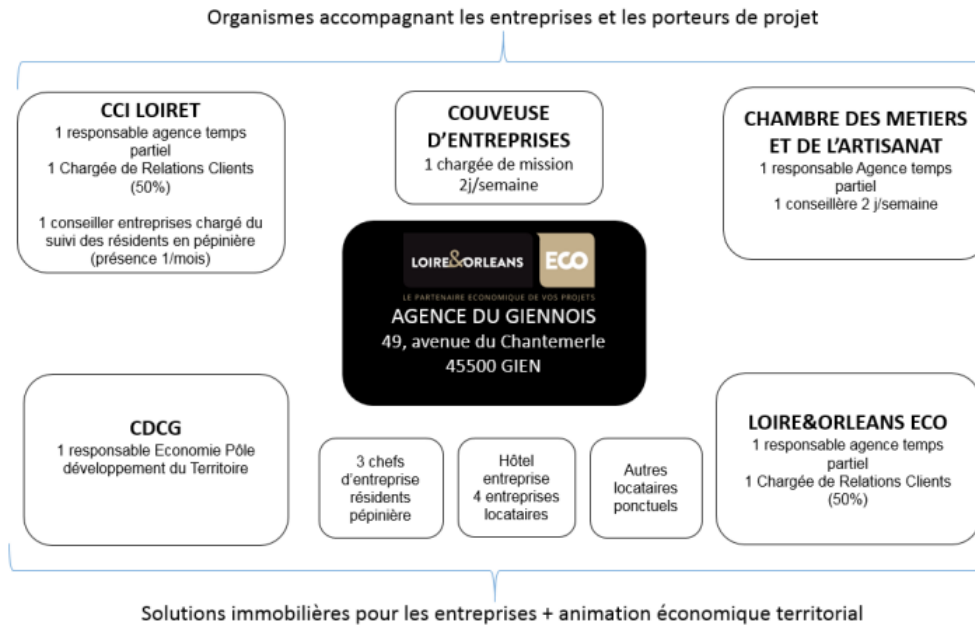 Organismes accompagnant les entreprises et les porteurs de projet
CCI LOIRET
1 responsable agence temps
partiel
1 Chargée de Relations Clients
(50%)
1 conseiller entreprises chargé du
suivi des résidents en pépinière
(présence 1/mois)
COUVEUSE
D'ENTREPRISES
1 chargée de mission
2j/semaine
CHAMBRE DES METIERS
ET DE L'ARTISANAT
1 responsable Agence temps
partiel
1 conseillère 2 j/semaine
LOIRE&ORLEANS ECO
LE PARTENAIRE ECONOMIQUE DE VOS PROJETS
AGENCE DU GIENNOIS
49, avenue du Chantemerle
45500 GIEN
CDCG
1 responsable Economie Pôle
développement du Territoire
3 chefs
d'entreprise
résidents
pépinière
Hôtel
entreprise
4 entreprises
locataires
Autres
locataires
ponctuels
LOIRE&ORLEANS ECO
1 responsable agence temps
partiel
1 Chargée de Relations Clients
(50%)
Solutions immobilières pour les entreprises + animation économique territorial